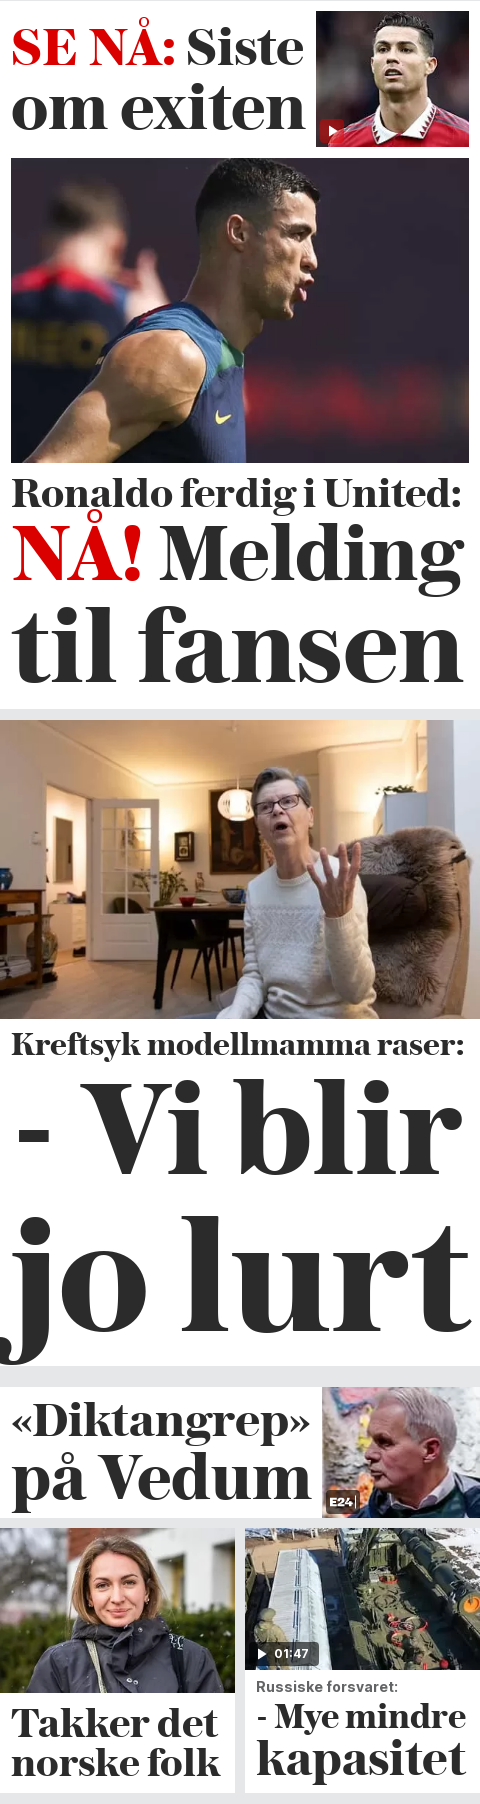 SE NÅ: Siste
om exiten
Ronaldo ferdig i United:
NÅ! Melding
til fansen
Kreftsyk modellmamma raser:
- Vi blir
jo lurt
«Diktangrep»
på Vedum
E24
Takker det
norske folk
01:47
Russiske forsvaret:
- Mye mindre
kapasitet